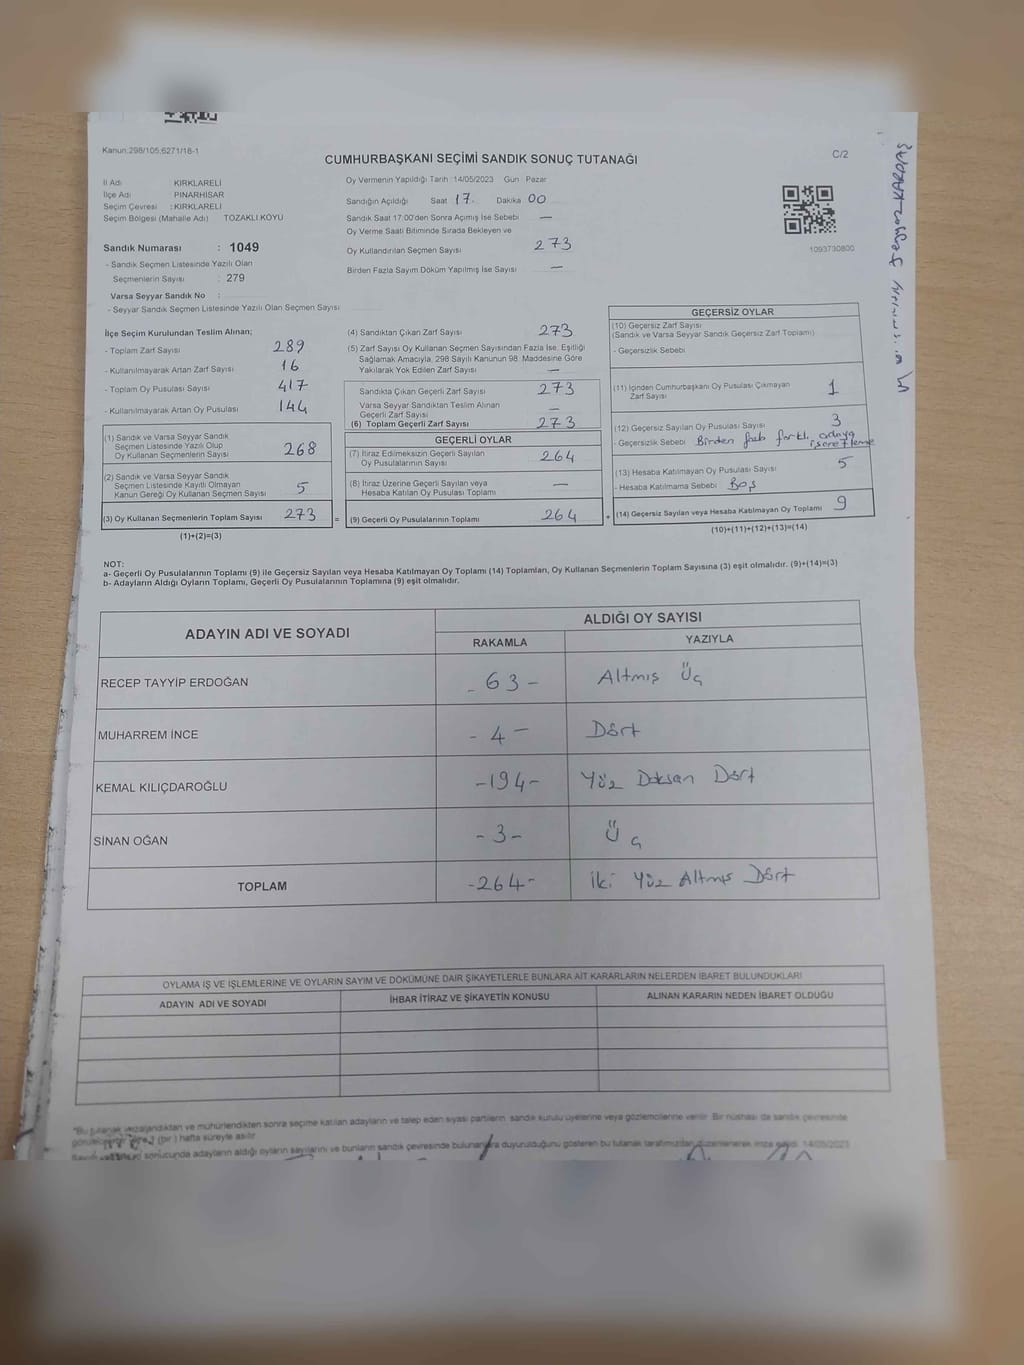 Kanun:298/105,6271/18-1
CUMHURBAŞKANI SEÇİMİ SANDIK SONUÇ TUTANAĞI
C/2
İl Adı : KIRKLARELİ
İlçe Adı : PINARHİSAR
Seçim Çevresi : KIRKLARELİ
Seçim Bölgesi (Mahalle Adı) TOZAKLI KÖYÜ
Sandık Numarası : 1049
- Sandık Seçmen Listesinde Yazılı Olan
Seçmenlerin Sayısı : 279
Varsa Seyyar Sandık No :
- Seyyar Sandık Seçmen Listesinde Yazılı Olan Seçmen Sayısı
Oy Vermenin Yapıldığı Tarih :14/05/2023 Gün Pazar
Sandığın Açıldığı Saat 17. Dakika 00
Sandık Saat 17:00'den Sonra Açımış İse Sebebi —
Oy Verme Saati Bitiminde Sırada Bekleyen ve
Oy Kullandırılan Seçmen Sayısı 273
Birden Fazla Sayım Döküm Yapılmış İse Sayısı —
1093730800
KARDAŞ
İlçe Seçim Kurulundan Teslim Alınan;
- Toplam Zarf Sayısı 289
- Kullanılmayarak Artan Zarf Sayısı 16
- Toplam Oy Pusulası Sayısı 417
- Kullanılmayarak Artan Oy Pusulası 144
(1) Sandık ve Varsa Seyyar Sandık
Seçmen Listesinde Yazılı Olup
Oy Kullanan Seçmenlerin Sayısı 268
(2) Sandık ve Varsa Seyyar Sandık
Seçmen Listesinde Kayıtlı Olmayan
Kanun Gereği Oy Kullanan Seçmen Sayısı 5
(3) Oy Kullanan Seçmenlerin Toplam Sayısı 273
(1)+(2)=(3)
=
(4) Sandıktan Çıkan Zarf Sayısı 273
(5) Zarf Sayısı Oy Kullanan Seçmen Sayısından Fazla İse, Eşitliği
Sağlamak Amacıyla, 298 Sayılı Kanunun 98. Maddesine Göre
Yakılarak Yok Edilen Zarf Sayısı —
Sandıkta Çıkan Geçerli Zarf Sayısı 273
Varsa Seyyar Sandıktan Teslim Alınan
Geçerli Zarf Sayısı —
(6) Toplam Geçerli Zarf Sayısı 273
GEÇERLİ OYLAR
(7) İtiraz Edilmeksizin Geçerli Sayılan
Oy Pusulalarının Sayısı 264
(8) İtiraz Üzerine Geçerli Sayılan veya
Hesaba Katılan Oy Pusulası Toplamı —
(9) Geçerli Oy Pusulalarının Toplamı 264
+
GEÇERSİZ OYLAR
(10) Geçersiz Zarf Sayısı
(Sandık ve Varsa Seyyar Sandık Geçersiz Zarf Toplamı)
- Geçersizlik Sebebi
(11) İçinden Cumhurbaşkanı Oy Pusulası Çıkmayan
Zarf Sayısı 1
(12) Geçersiz Sayılan Oy Pusulası Sayısı 3
- Geçersizlik Sebebi Birden farklı adaya
işaretleme
(13) Hesaba Katılmayan Oy Pusulası Sayısı 5
- Hesaba Katılmama Sebebi Boş
(14) Geçersiz Sayılan veya Hesaba Katılmayan Oy Toplamı 9
(10)+(11)+(12)+(13)=(14)
NOT:
a- Geçerli Oy Pusulalarının Toplamı (9) ile Geçersiz Sayılan veya Hesaba Katılmayan Oy Toplamı (14) Toplamları, Oy Kullanan Seçmenlerin Toplam Sayısına (3) eşit olmalıdır. (9)+(14)=(3)
b- Adayların Aldığı Oyların Toplamı, Geçerli Oy Pusulalarının Toplamına (9) eşit olmalıdır.
ADAYIN ADI VE SOYADI
ALDIĞI OY SAYISI
RAKAMLA YAZIYLA
RECEP TAYYİP ERDOĞAN - 63 - Altmış Üç
MUHARREM İNCE - 4 - Dört
KEMAL KILIÇDAROĞLU -194- Yüz Doksan Dört
SİNAN OĞAN - 3 - Üç
TOPLAM -264- İki Yüz Altmış Dört
OYLAMA İŞ VE İŞLEMLERİNE VE OYLARIN SAYIM VE DÖKÜMÜNE DAİR ŞİKAYETLERLE BUNLARA AİT KARARLARIN NELERDEN İBARET BULUNDUKLARI
ADAYIN ADI VE SOYADI İHBAR İTİRAZ VE ŞİKAYETİN KONUSU ALINAN KARARIN NEDEN İBARET OLDUĞU
"Bu tutanak imzalandıktan ve mühürlendikten sonra seçime katılan adayların ve talep eden siyasi partilerin sandık kurulu üyelerine veya gözlemcilerine verilir. Bir nüshası da sandık çevresinde
(bir ) hafta süreyle asılır.
sonucunda adayların aldığı oyların sayılarını ve bunların sandık çevresinde bulunanlara duyurulduğunu gösteren bu tutanak tarafımızdan düzenlenerek imza edildi. 14/05/2023